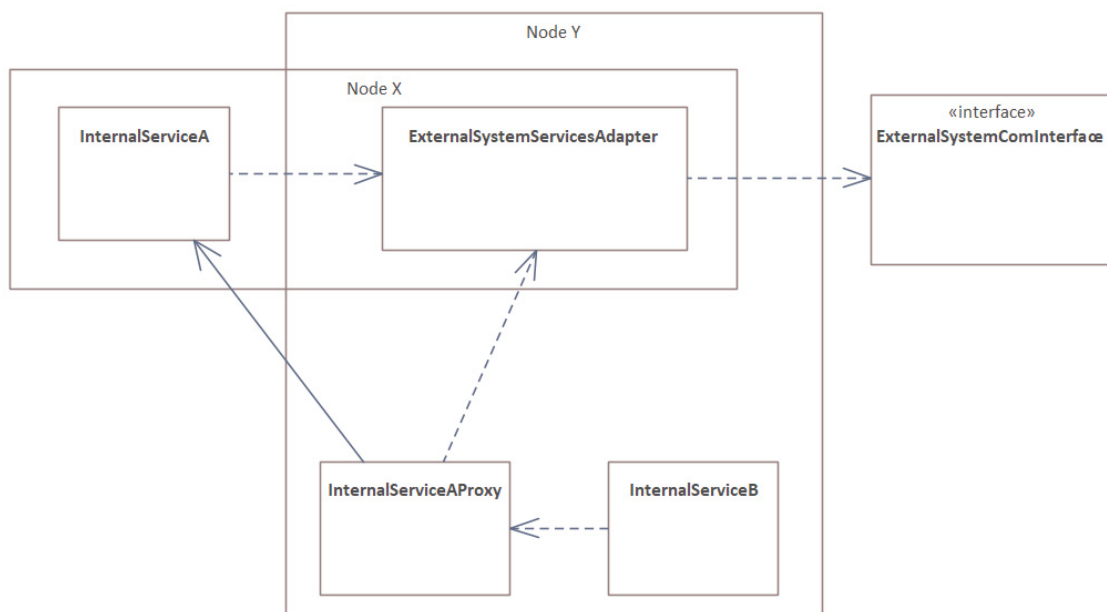 Node Y
Node X
InternalServiceA
ExternalSystemServicesAdapter
«interface»
ExternalSystemComInterface
InternalServiceAProxy
InternalServiceB